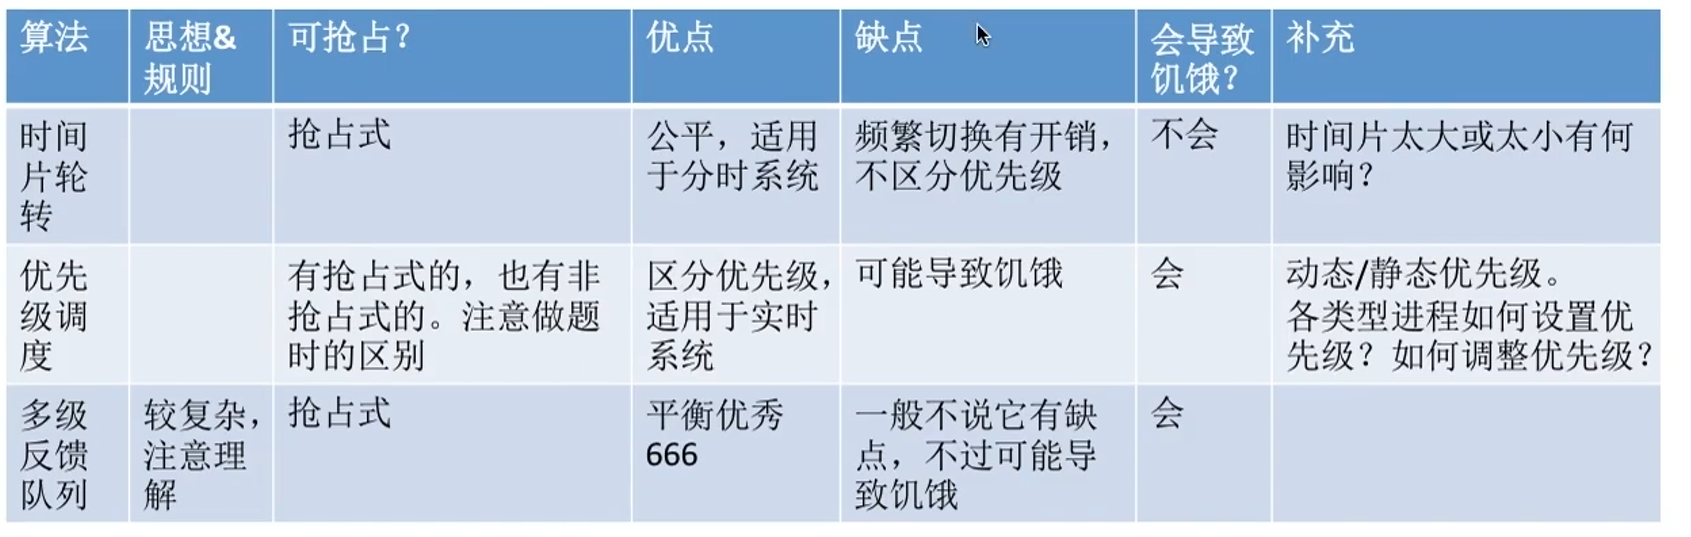 算法
思想&
规则
可抢占？
优点
缺点
会导致
饥饿？
补充
时间
片轮
转
抢占式
公平，适用
于分时系统
频繁切换有开销，
不区分优先级
不会
时间片太大或太小有何
影响？
优先
级调
度
有抢占式的，也有非
抢占式的。注意做题
时的区别
区分优先级，
适用于实时
系统
可能导致饥饿
会
动态/静态优先级。
各类型进程如何设置优
先级？如何调整优先级？
多级
反馈
队列
较复杂，
注意理
解
抢占式
平衡优秀
666
一般不说它有缺
点，不过可能导
致饥饿
会